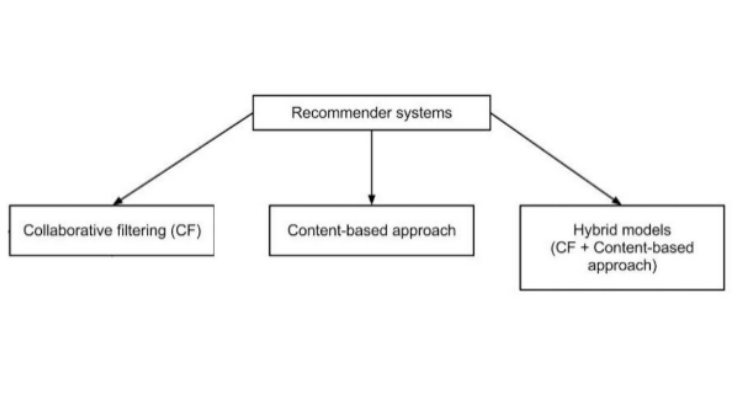 Recommender systems
Collaborative filtering (CF)
Content-based approach
Hybrid models
(CF + Content-based
approach)